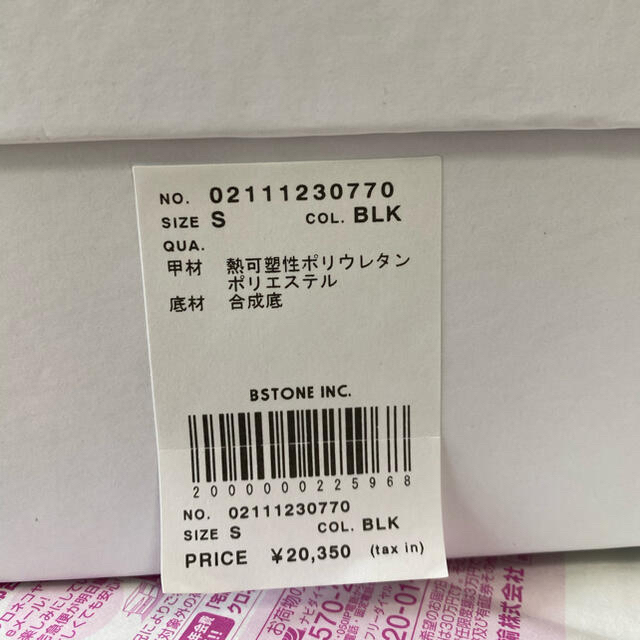 NO. 02111230770
SIZE S COL. BLK
QUA.
甲材 熱可塑性ポリウレタン
ポリエステル
底材 合成底
BSTONE INC.
2000000225968
NO. 02111230770
SIZE S COL. BLK
PRICE ¥20,350 (tax in)